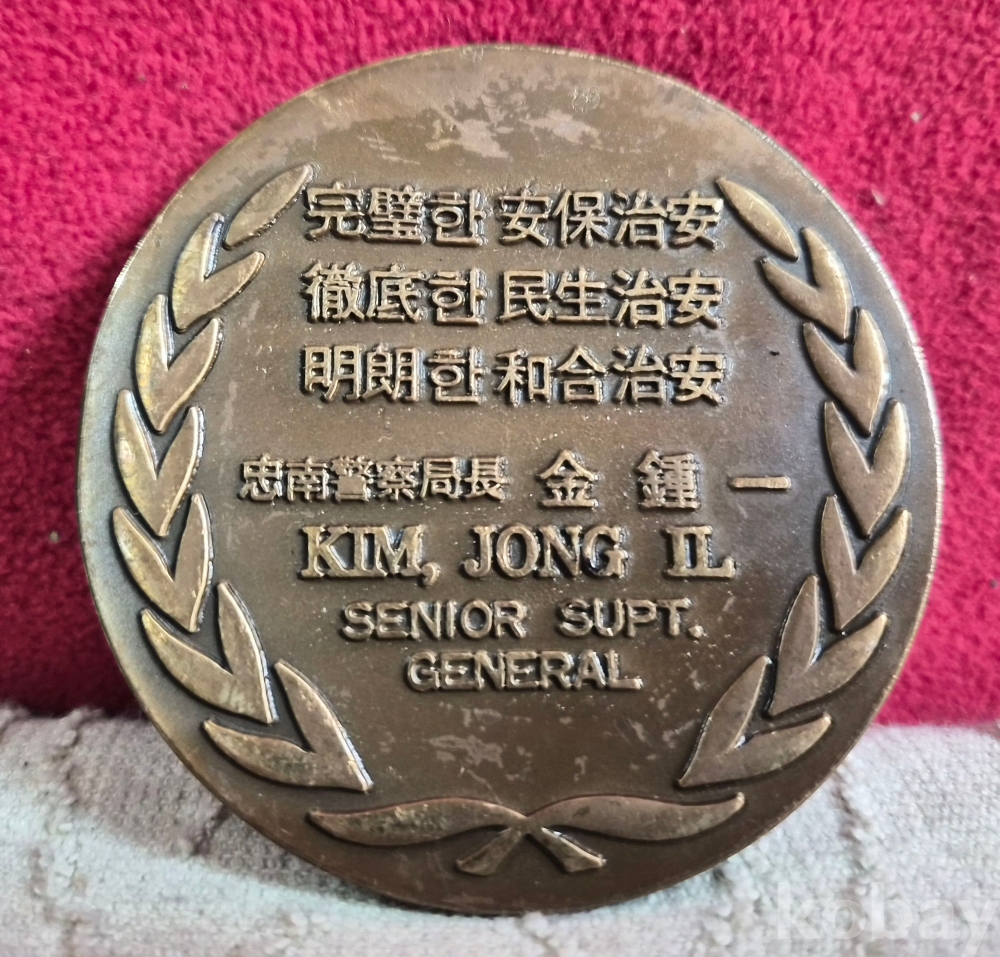 完璧한 安保治安
徹底한 民生治安
明朗한 和合治安
忠南警察局長 金鍾一
KIM, JONG IL
SENIOR SUPT.
GENERAL
kobay